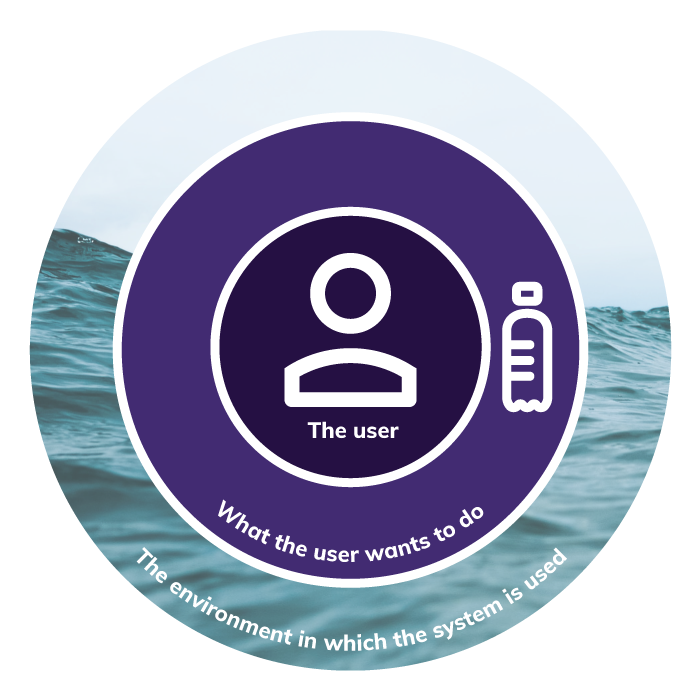 The user
What the user wants to do
The environment in which the system is used